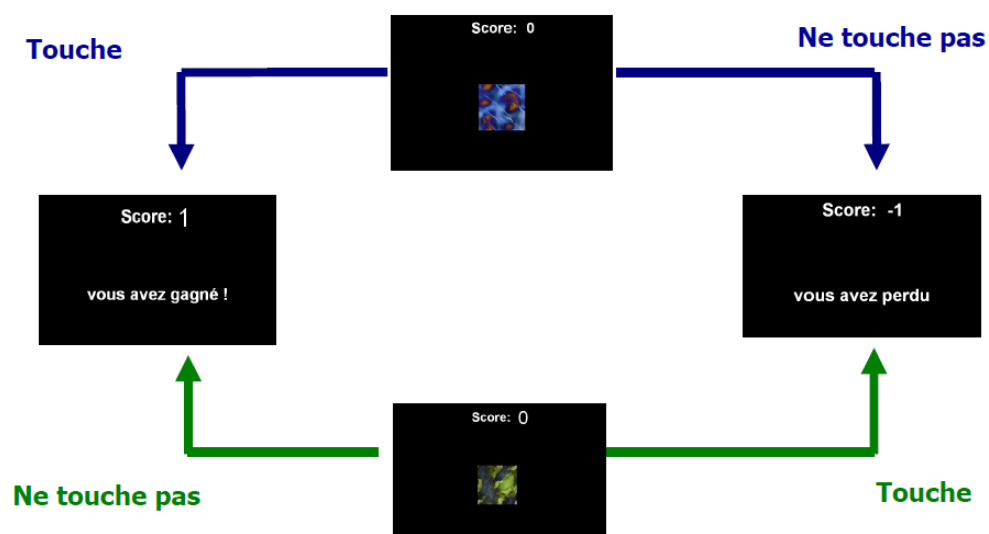 Score: 0
Touche
Ne touche pas
Score: 1
Score: -1
vous avez gagné !
vous avez perdu
Score: 0
Ne touche pas
Touche